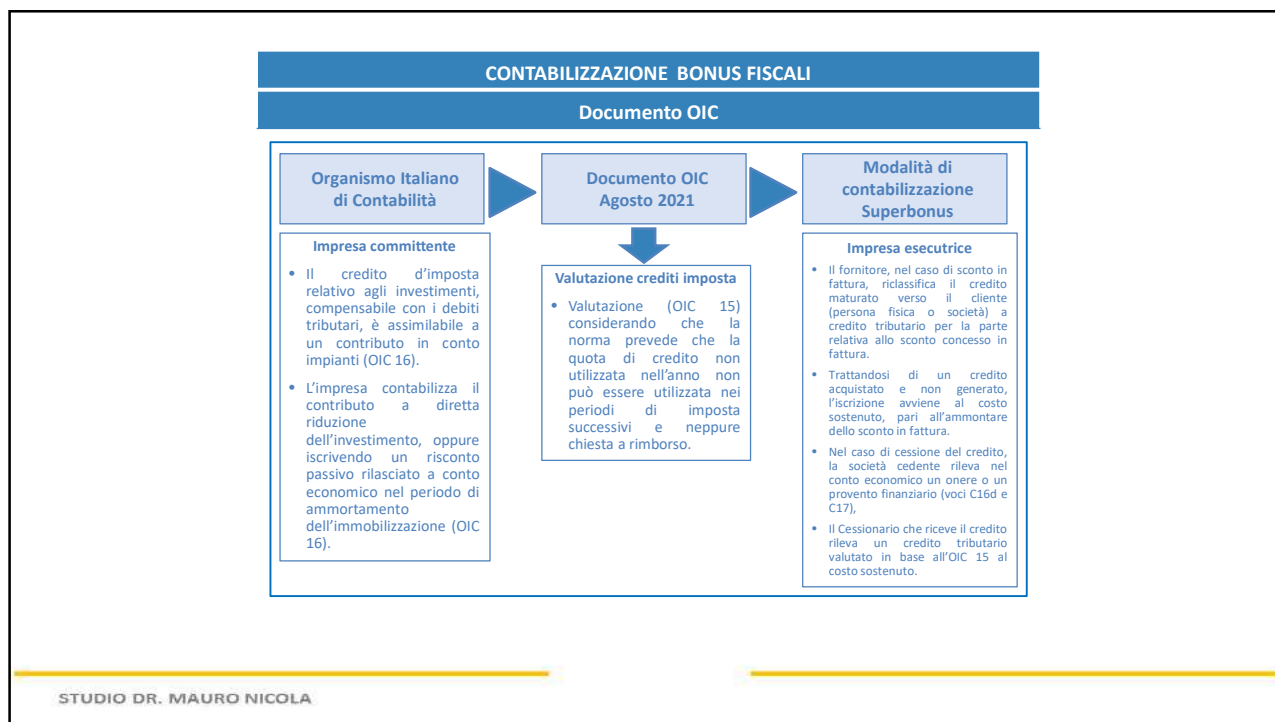 CONTABILIZZAZIONE BONUS FISCALI
Documento OIC
Organismo Italiano
di Contabilità
Documento OIC
Agosto 2021
Modalità di
contabilizzazione
Superbonus
Impresa committente
• Il credito d'imposta
relativo agli investimenti,
compensabile con i debiti
tributari, è assimilabile a
un contributo in conto
impianti (OIC 16).
• L'impresa contabilizza il
contributo a diretta
riduzione
dell'investimento, oppure
iscrivendo un risconto
passivo rilasciato a conto
economico nel periodo di
ammortamento
dell'immobilizzazione (OIC
16).
Valutazione crediti imposta
• Valutazione (OIC 15)
considerando che la
norma prevede che la
quota di credito non
utilizzata nell'anno non
può essere utilizzata nei
periodi di imposta
successivi e neppure
chiesta a rimborso.
Impresa esecutrice
• Il fornitore, nel caso di sconto in
fattura, riclassifica il credito
maturato verso il cliente
(persona fisica o società) a
credito tributario per la parte
relativa allo sconto concesso in
fattura.
• Trattandosi di un credito
acquistato e non generato,
l'iscrizione avviene al costo
sostenuto, pari all'ammontare
dello sconto in fattura.
• Nel caso di cessione del credito,
la società cedente rileva nel
conto economico un onere o un
provento finanziario (voci C16d e
C17),
• Il Cessionario che riceve il credito
rileva un credito tributario
valutato in base all'OIC 15 al
costo sostenuto.
STUDIO DR. MAURO NICOLA